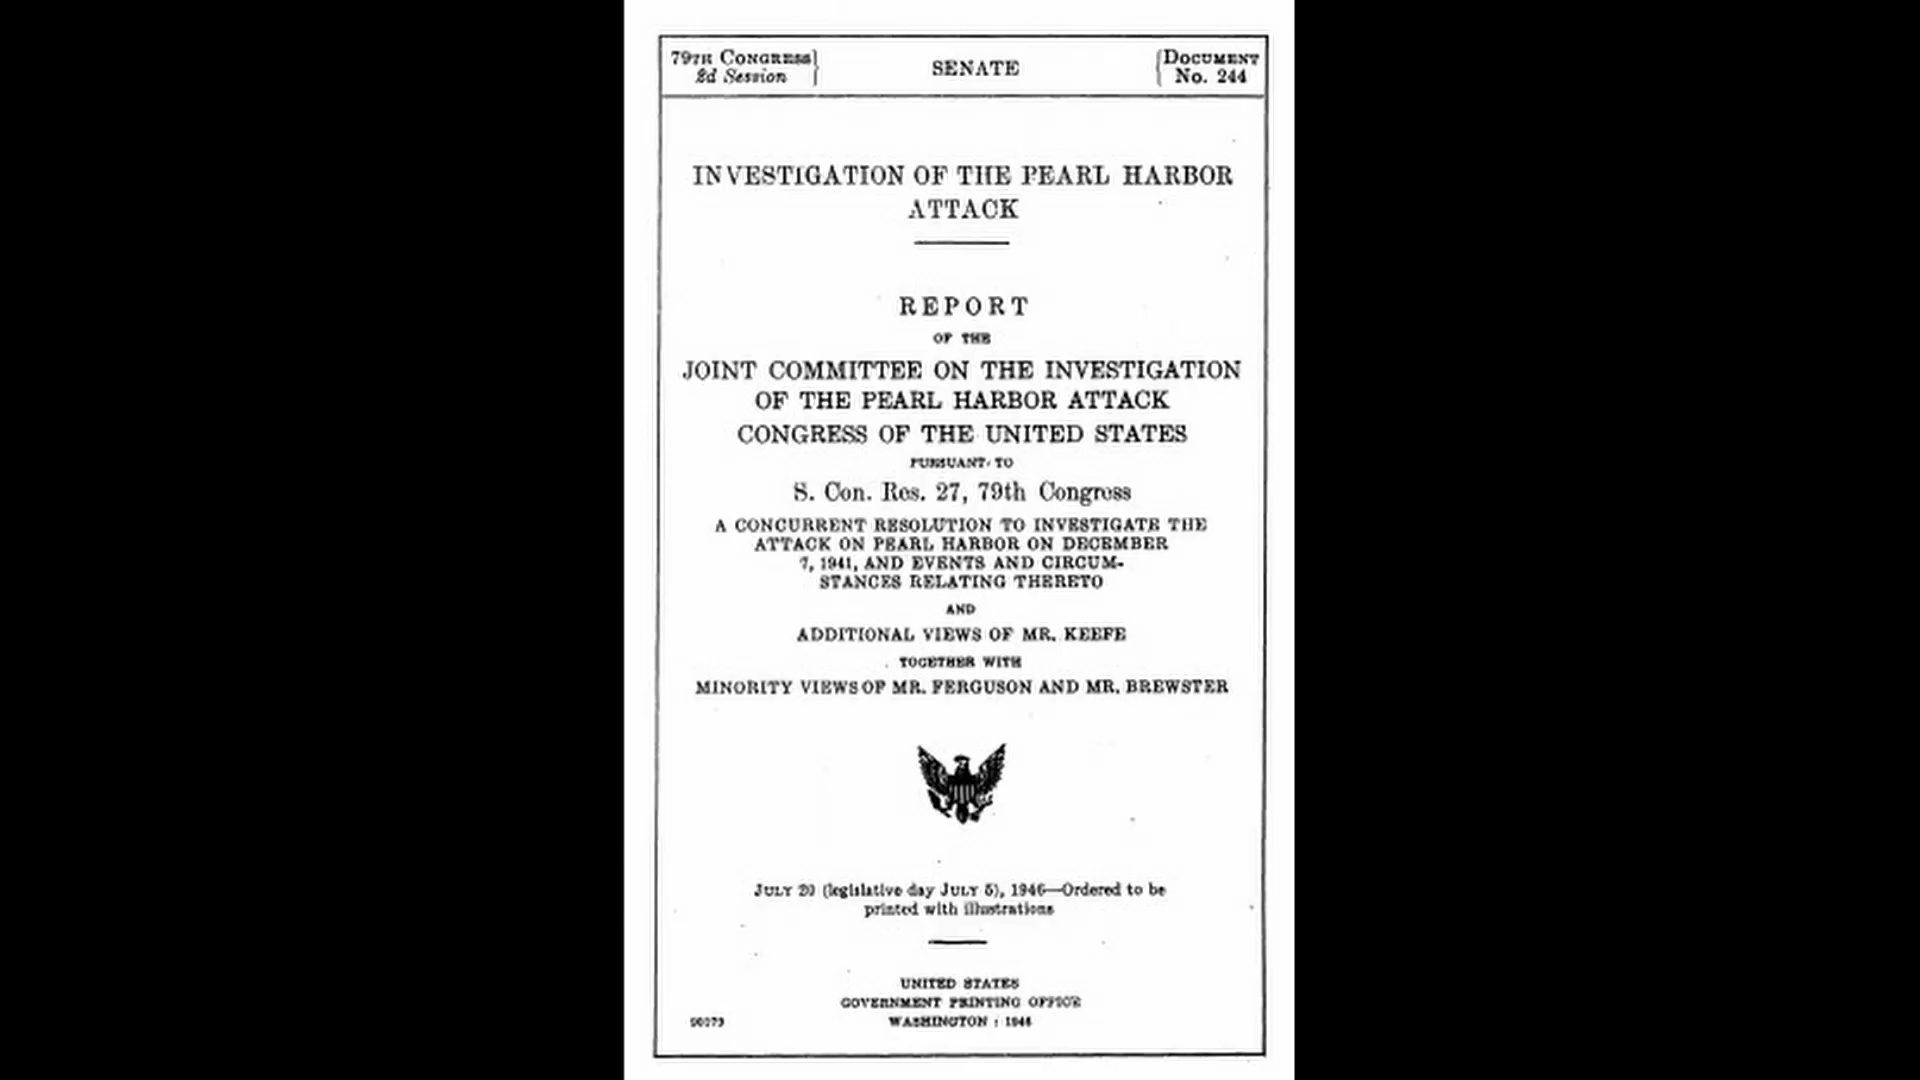 79TH CONGRESS
2d Session
SENATE
DOCUMENT
No. 244
INVESTIGATION OF THE PEARL HARBOR
ATTACK
REPORT
OF THE
JOINT COMMITTEE ON THE INVESTIGATION
OF THE PEARL HARBOR ATTACK
CONGRESS OF THE UNITED STATES
PURSUANT TO
S. Con. Res. 27, 79th Congress
A CONCURRENT RESOLUTION TO INVESTIGATE THE
ATTACK ON PEARL HARBOR ON DECEMBER
7, 1941, AND EVENTS AND CIRCUM-
STANCES RELATING THERETO
AND
ADDITIONAL VIEWS OF MR. KEEFE
TOGETHER WITH
MINORITY VIEWS OF MR. FERGUSON AND MR. BREWSTER
JULY 20 (legislative day JULY 5), 1946—Ordered to be
printed with illustrations
UNITED STATES
GOVERNMENT PRINTING OFFICE
WASHINGTON : 1946